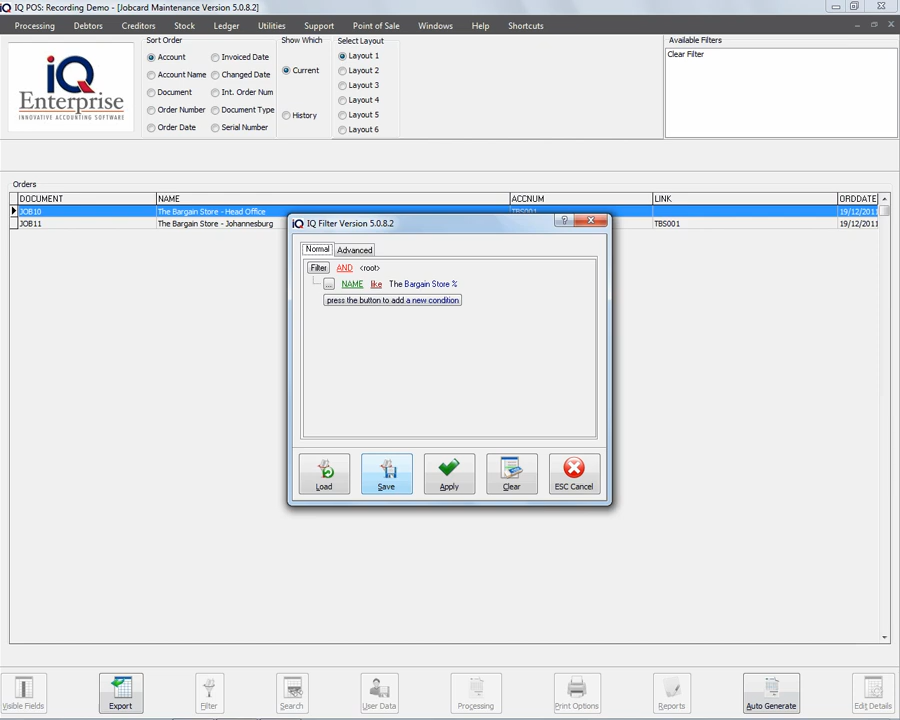 IQ POS: Recording Demo - [Jobcard Maintenance Version 5.0.8.2]
Processing Debtors Creditors Stock Ledger Utilities Support Point of Sale Windows Help Shortcuts
iQ
Enterprise
INNOVATIVE ACCOUNTING SOFTWARE
Sort Order
Account Invoiced Date
Account Name Changed Date
Document Int. Order Num
Order Number Document Type
Order Date Serial Number
Show Which
Current
History
Select Layout
Layout 1
Layout 2
Layout 3
Layout 4
Layout 5
Layout 6
Available Filters
Clear Filter
Orders
DOCUMENT NAME ACCNUM LINK ORDDATE
JOB10 The Bargain Store - Head Office TBS001 19/12/2011
JOB11 The Bargain Store - Johannesburg TBS001 19/12/2011
iQ IQ Filter Version 5.0.8.2
Normal Advanced
Filter AND <root>
... NAME like The Bargain Store %
press the button to add a new condition
Load Save Apply Clear ESC Cancel
Visible Fields Export Filter Search User Data Processing Print Options Reports Auto Generate Edit Details